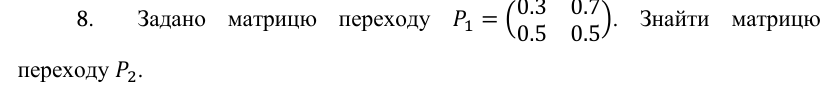 8. Задано матрицю переходу P₁ = (0.3 0.7
0.5 0.5). Знайти матрицю
переходу P₂.